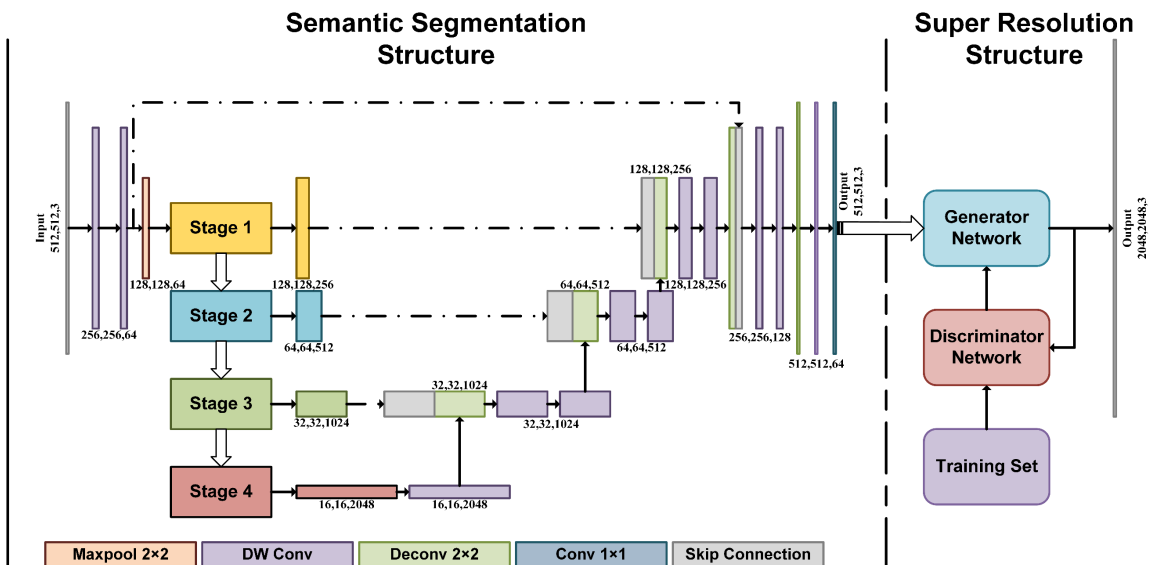 Semantic Segmentation
Structure
Super Resolution
Structure
Input
512,512,3
256,256,64
128,128,64
Stage 1
128,128,256
Stage 2
64,64,512
Stage 3
32,32,1024
Stage 4
16,16,2048
16,16,2048
32,32,1024
32,32,1024
64,64,512
64,64,512
128,128,256
128,128,256
256,256,128
512,512,64
Output
512,512,3
Generator
Network
Discriminator
Network
Training Set
Output
2048,2048,3
Maxpool 2×2
DW Conv
Deconv 2×2
Conv 1×1
Skip Connection